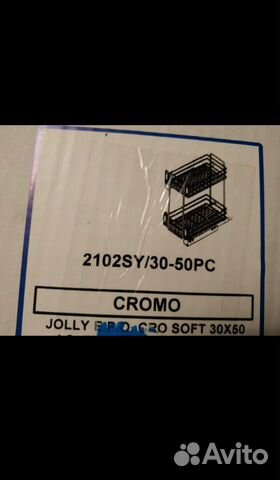 2102SY/30-50PC
CROMO
JOLLY CRO SOFT 30X50
Avito